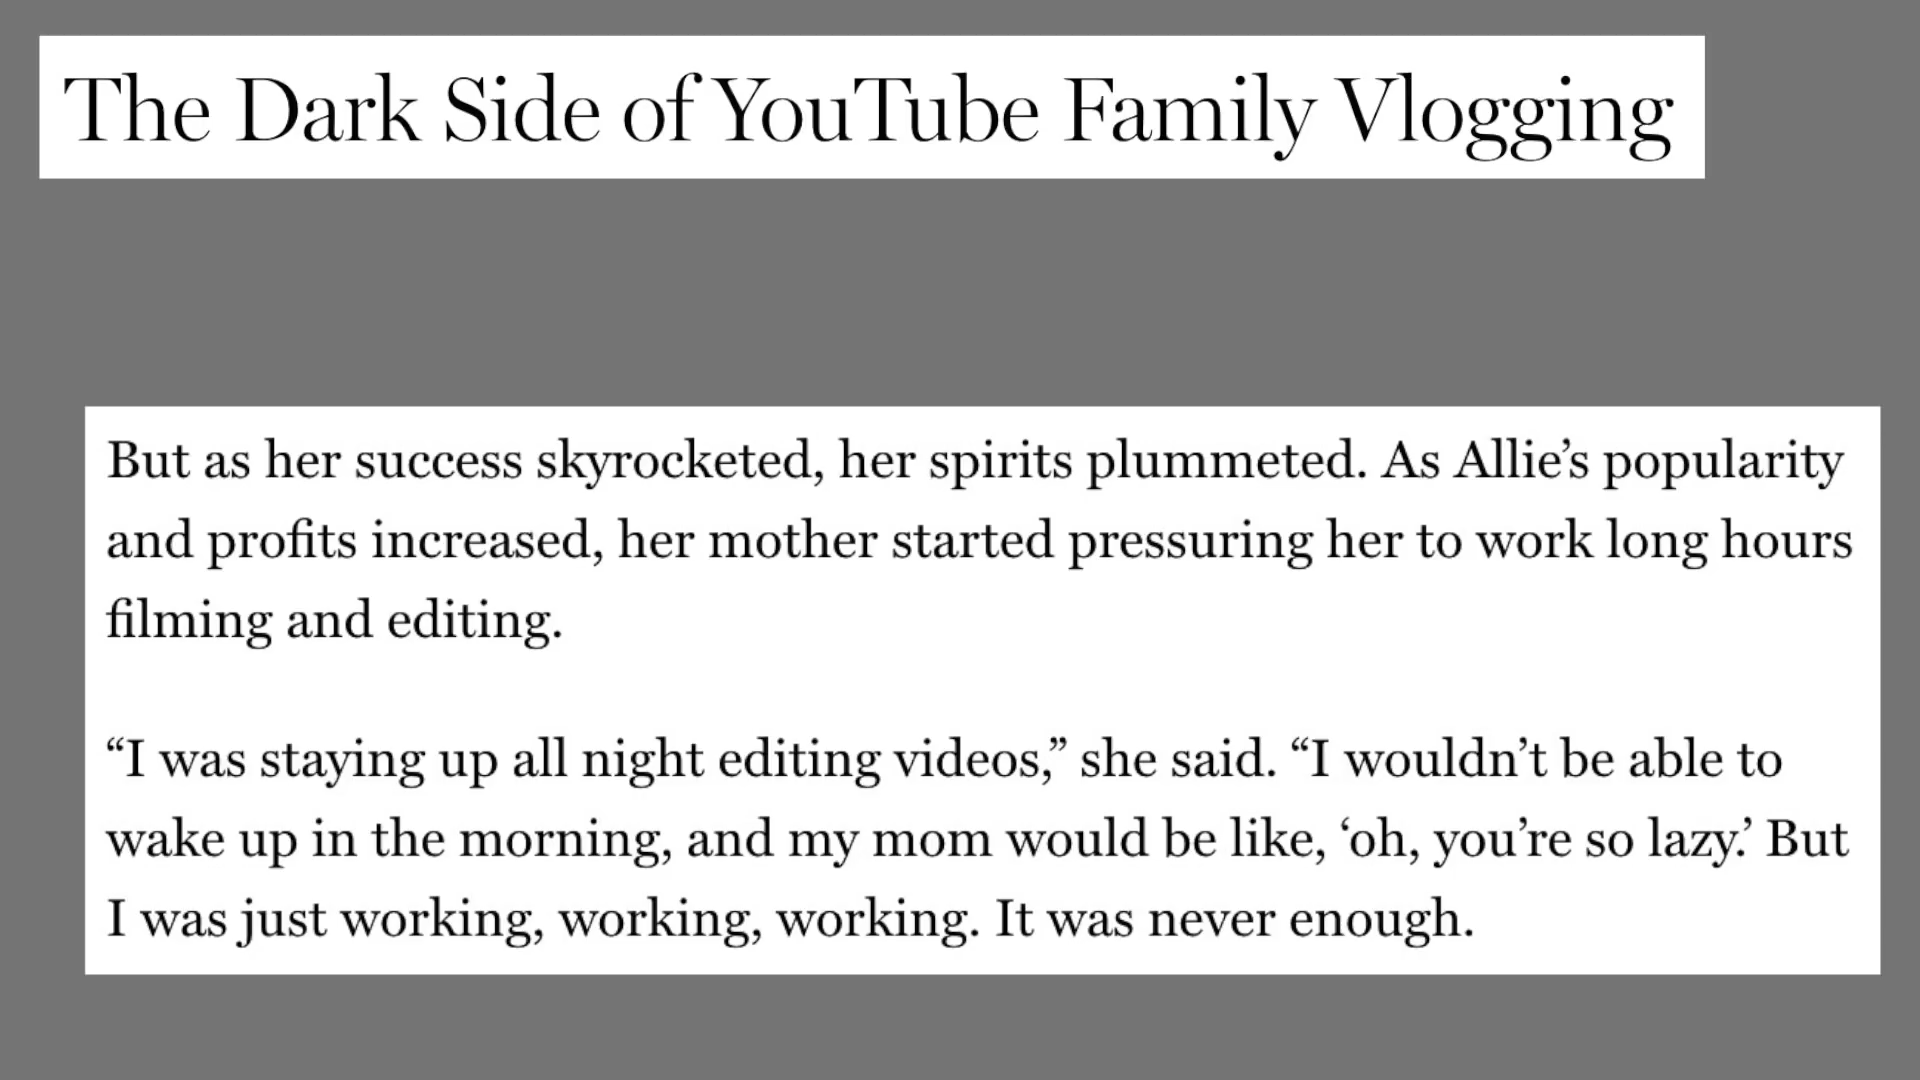 The Dark Side of YouTube Family Vlogging
But as her success skyrocketed, her spirits plummeted. As Allie’s popularity
and profits increased, her mother started pressuring her to work long hours
filming and editing.
“I was staying up all night editing videos,” she said. “I wouldn’t be able to
wake up in the morning, and my mom would be like, ‘oh, you’re so lazy.’ But
I was just working, working, working. It was never enough.